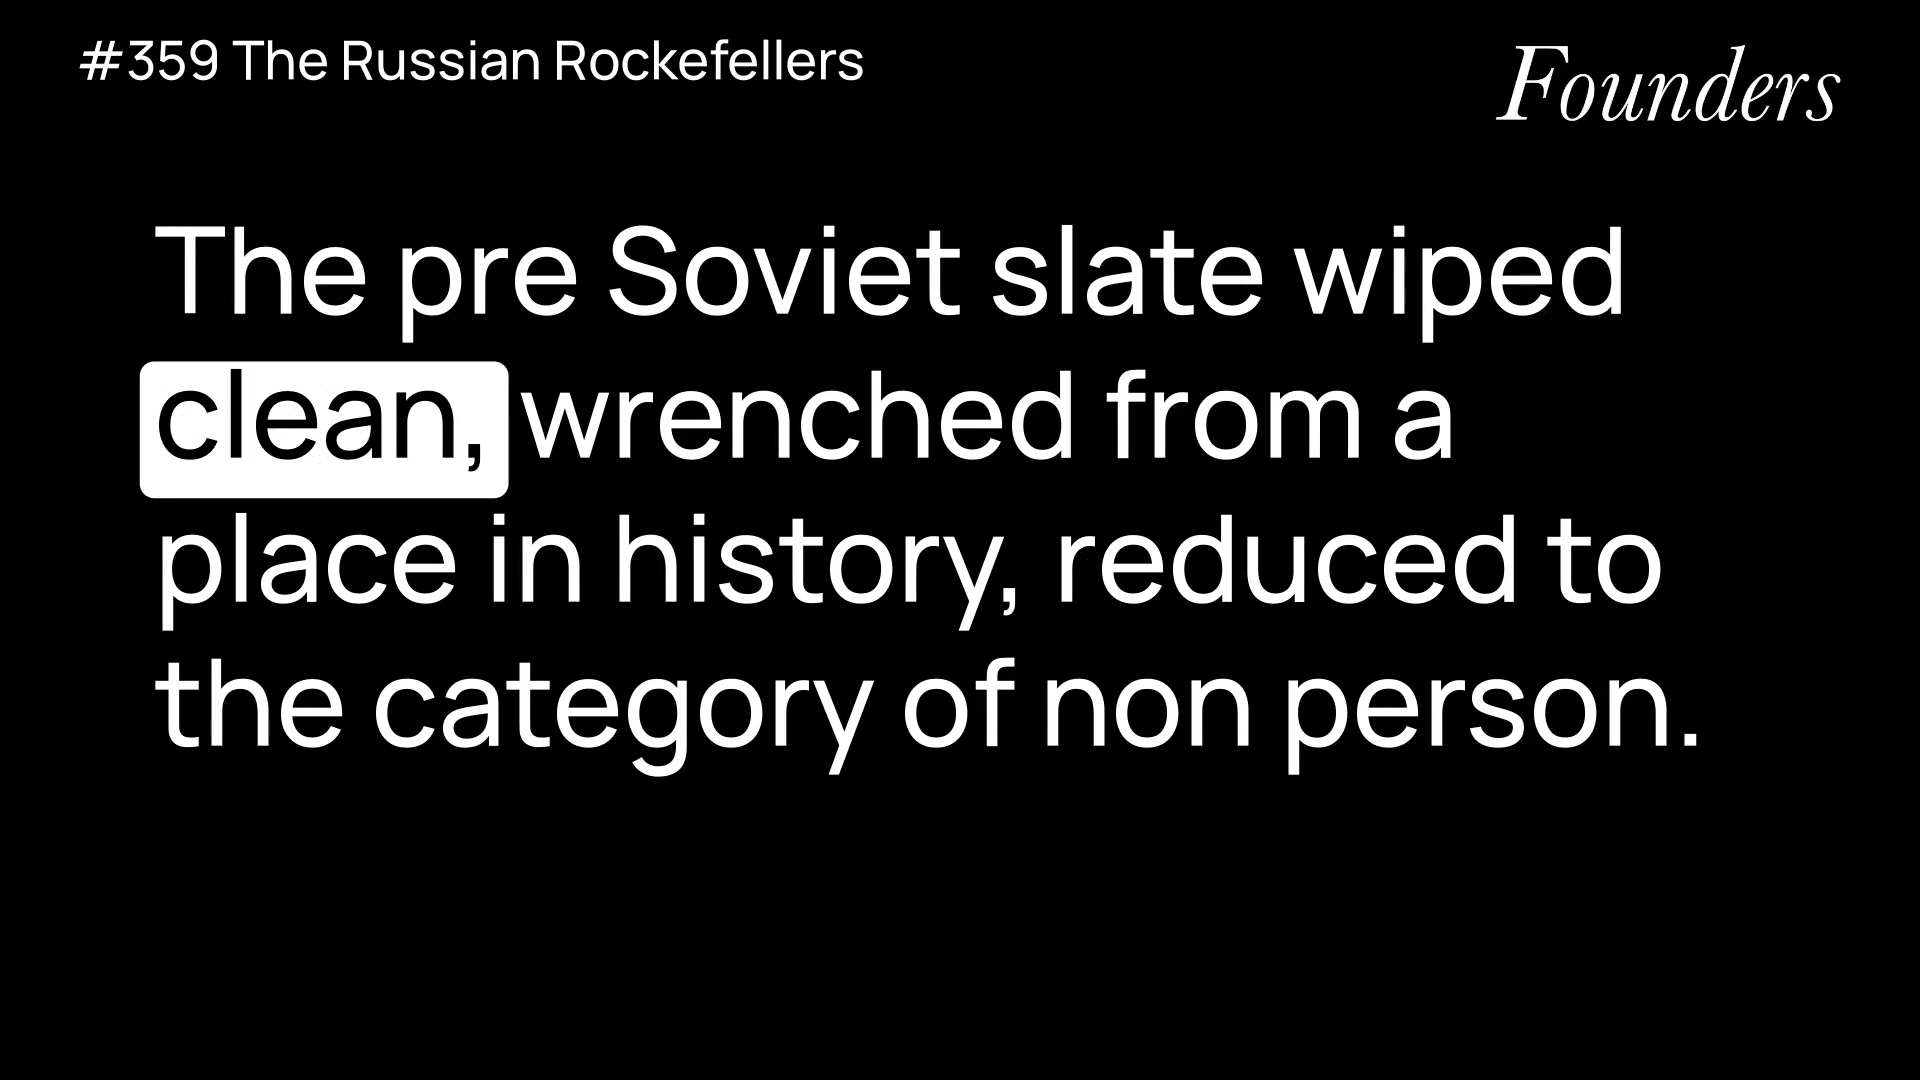 #359 The Russian Rockefellers
Founders
The pre Soviet slate wiped
clean, wrenched from a
place in history, reduced to
the category of non person.